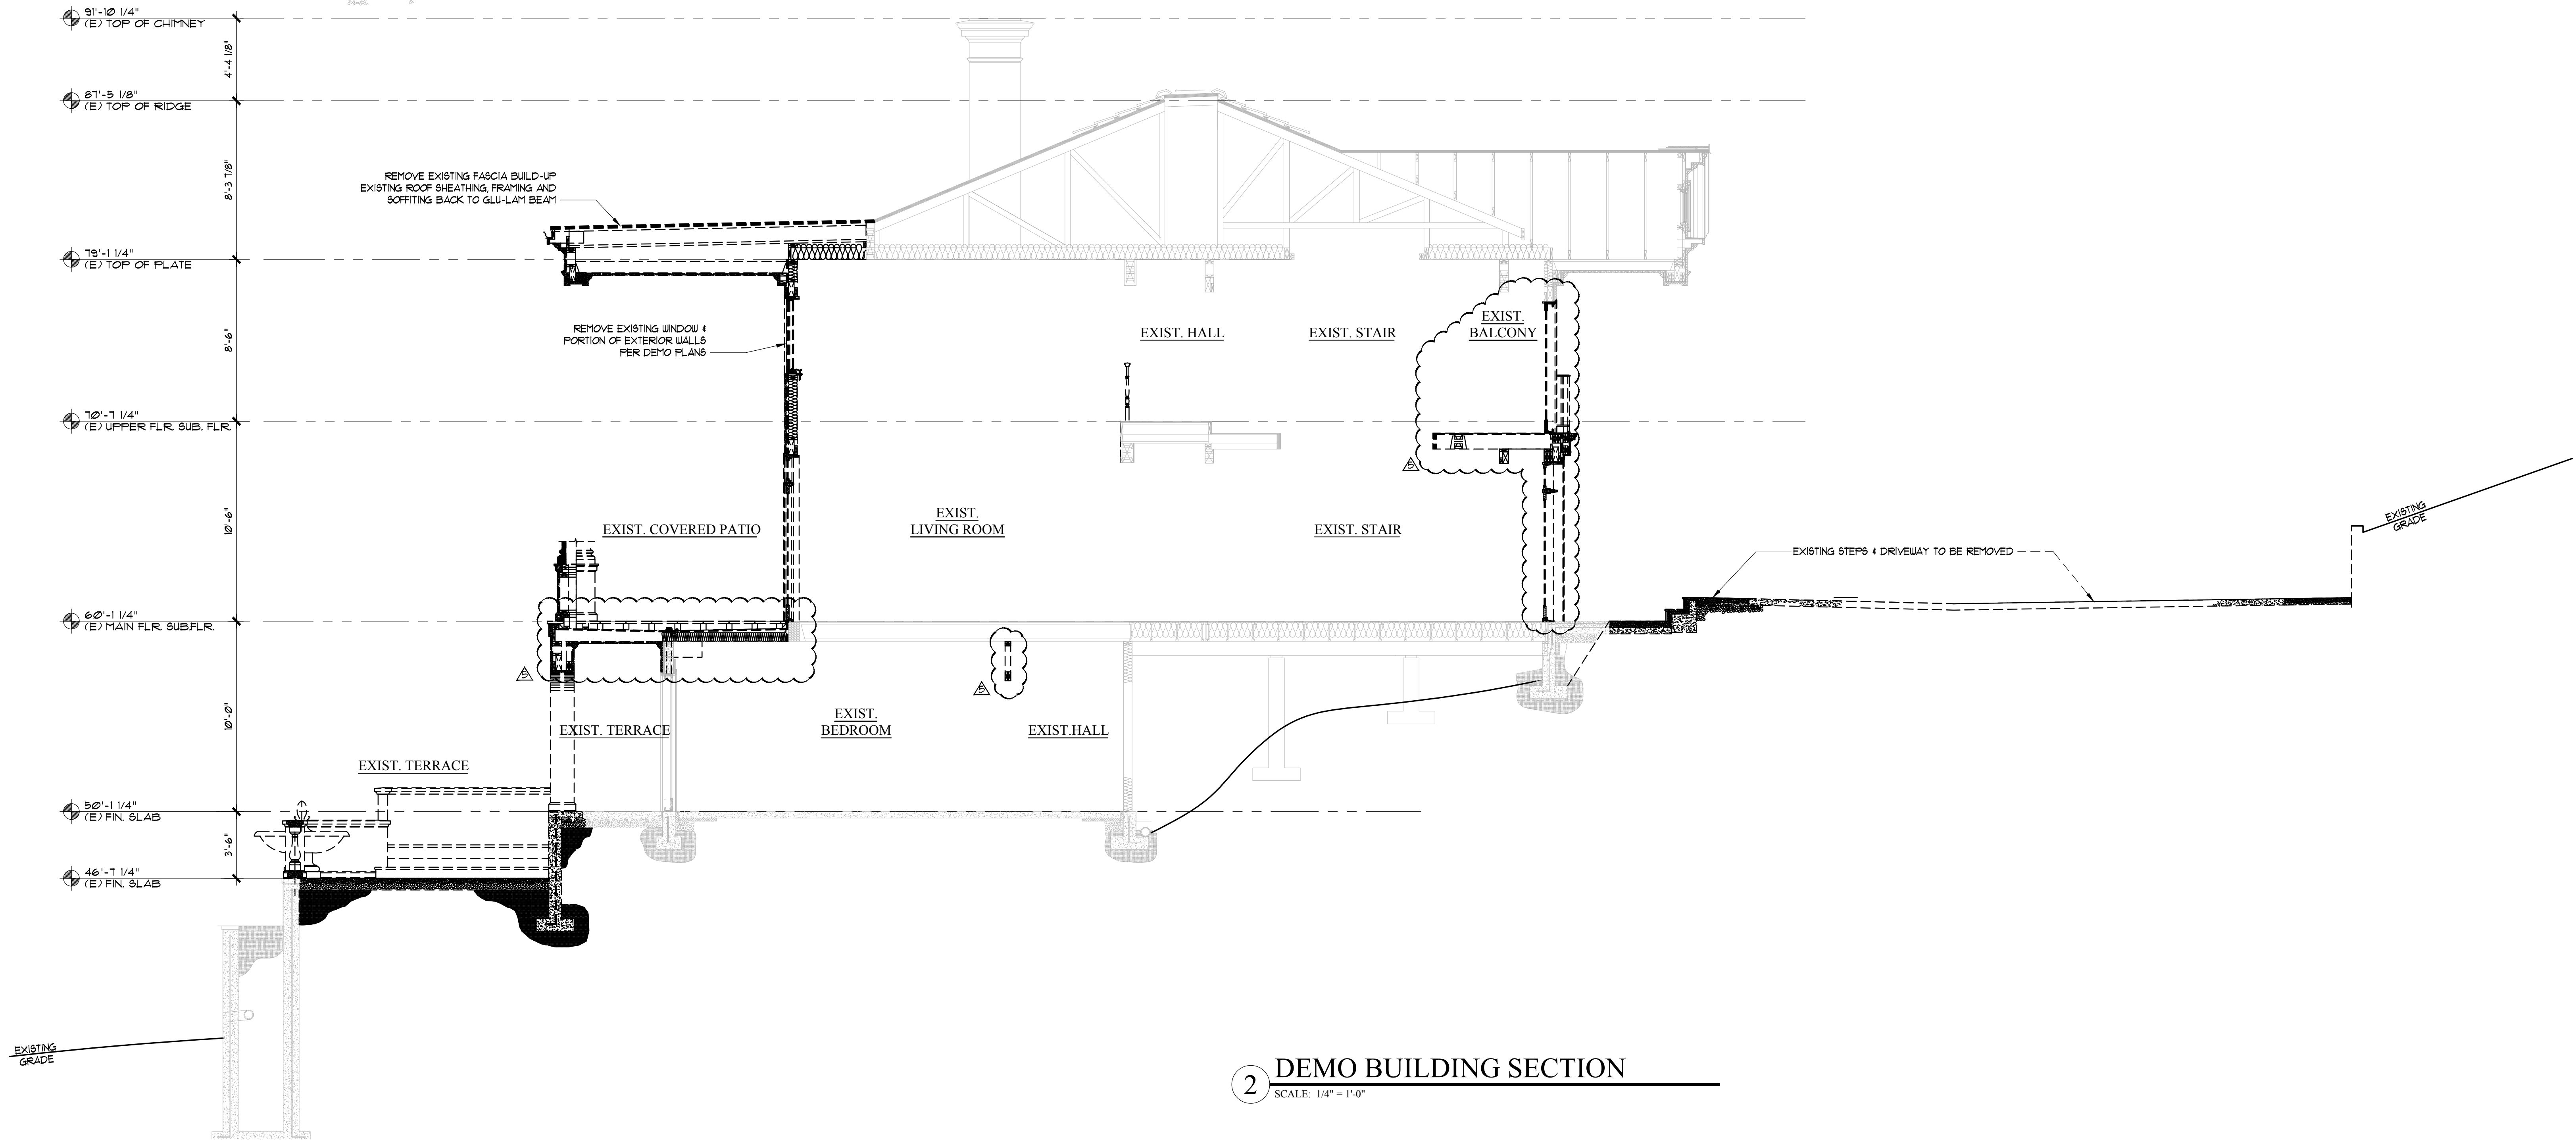 91'-10 1/4"
(E) TOP OF CHIMNEY
4'-4 1/8"
87'-5 1/8"
(E) TOP OF RIDGE
8'-3 7/8"
REMOVE EXISTING FASCIA BUILD-UP
EXISTING ROOF SHEATHING, FRAMING AND
SOFFITING BACK TO GLU-LAM BEAM
79'-1 1/4"
(E) TOP OF PLATE
8'-6"
REMOVE EXISTING WINDOW &
PORTION OF EXTERIOR WALLS
PER DEMO PLANS
EXIST. HALL
EXIST. STAIR
EXIST.
BALCONY
70'-7 1/4"
(E) UPPER FLR. SUB. FLR.
5
10'-6"
EXIST. COVERED PATIO
EXIST.
LIVING ROOM
EXIST. STAIR
EXISTING
GRADE
EXISTING STEPS & DRIVEWAY TO BE REMOVED
60'-1 1/4"
(E) MAIN FLR. SUB.FLR.
5
5
10'-0"
EXIST. TERRACE
EXIST.
BEDROOM
EXIST.HALL
EXIST. TERRACE
50'-1 1/4"
(E) FIN. SLAB
3'-6"
46'-7 1/4"
(E) FIN. SLAB
EXISTING
GRADE
2
DEMO BUILDING SECTION
SCALE: 1/4" = 1'-0"